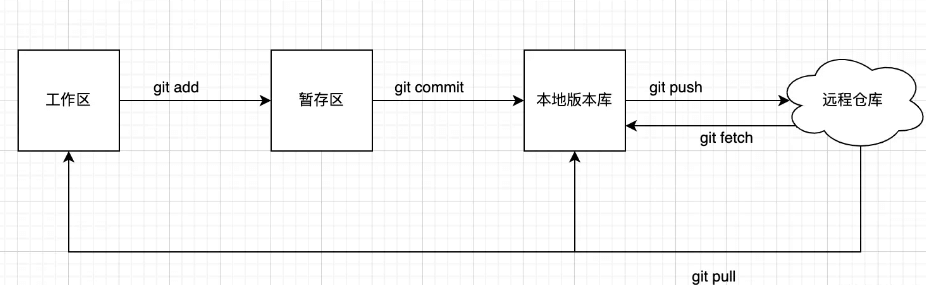 工作区
git add
暂存区
git commit
本地版本库
git push
远程仓库
git fetch
git pull